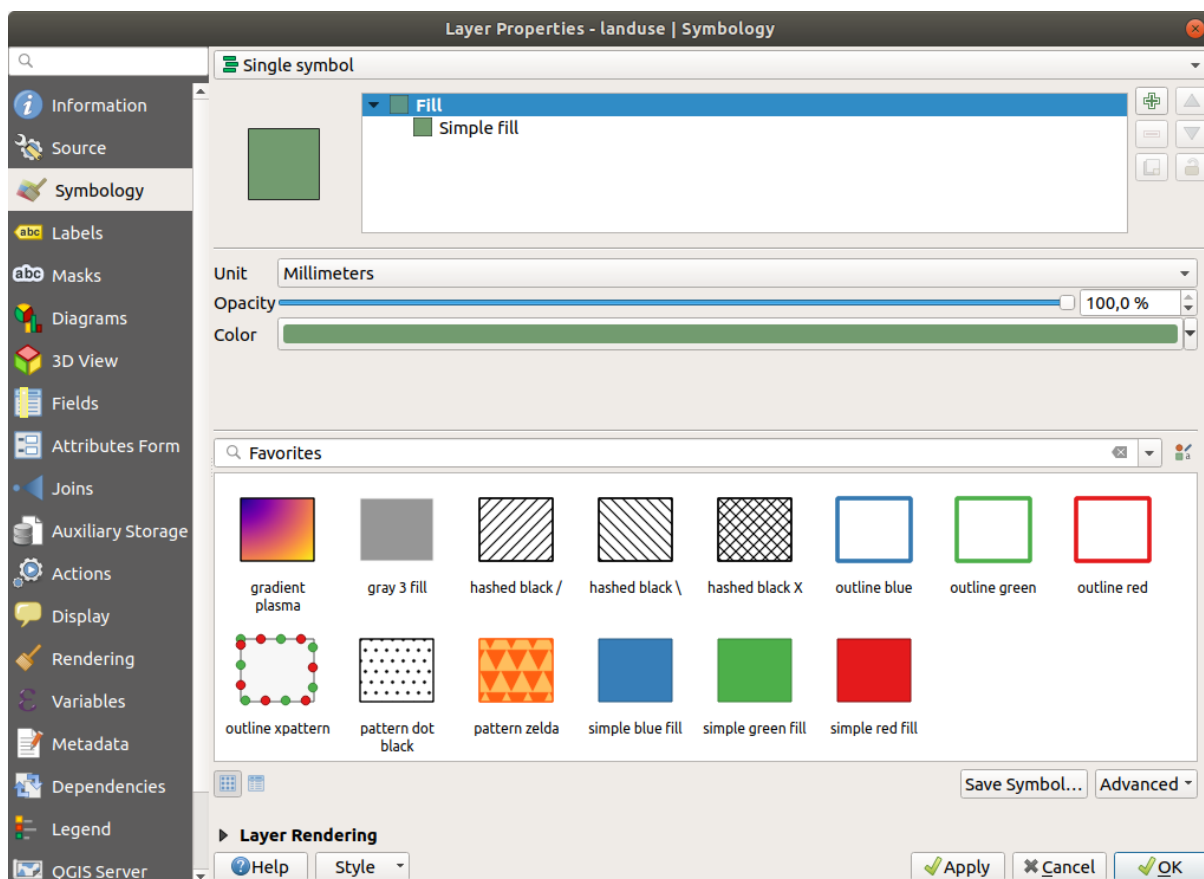 Layer Properties - landuse | Symbology
Information
Source
Symbology
abc Labels
abc Masks
Diagrams
3D View
Fields
Attributes Form
Joins
Auxiliary Storage
Actions
Display
Rendering
Variables
Metadata
Dependencies
Legend
QGIS Server
Single symbol
Fill
Simple fill
Unit Millimeters
Opacity 100,0 %
Color
Favorites
gradient plasma
gray 3 fill
hashed black /
hashed black \
hashed black X
outline blue
outline green
outline red
outline xpattern
pattern dot black
pattern zelda
simple blue fill
simple green fill
simple red fill
Save Symbol... Advanced
Layer Rendering
Help Style Apply Cancel OK